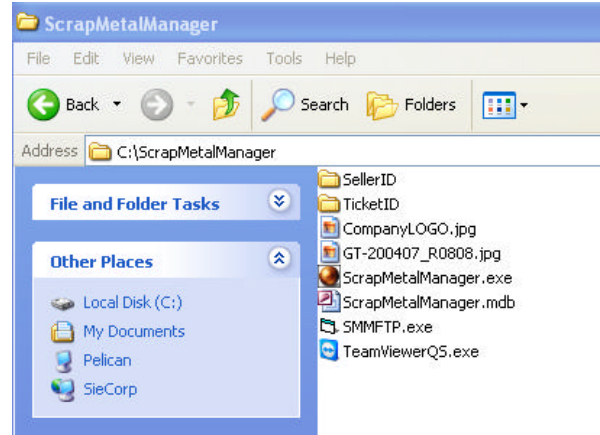 ScrapMetalManager
File Edit View Favorites Tools Help
Back Search Folders
Address C:\ScrapMetalManager
File and Folder Tasks
Other Places
Local Disk (C:)
My Documents
Pelican
SieCorp
SellerID
TicketID
CompanyLOGO.jpg
GT-200407_R0808.jpg
ScrapMetalManager.exe
ScrapMetalManager.mdb
SMMFTP.exe
TeamViewerQS.exe